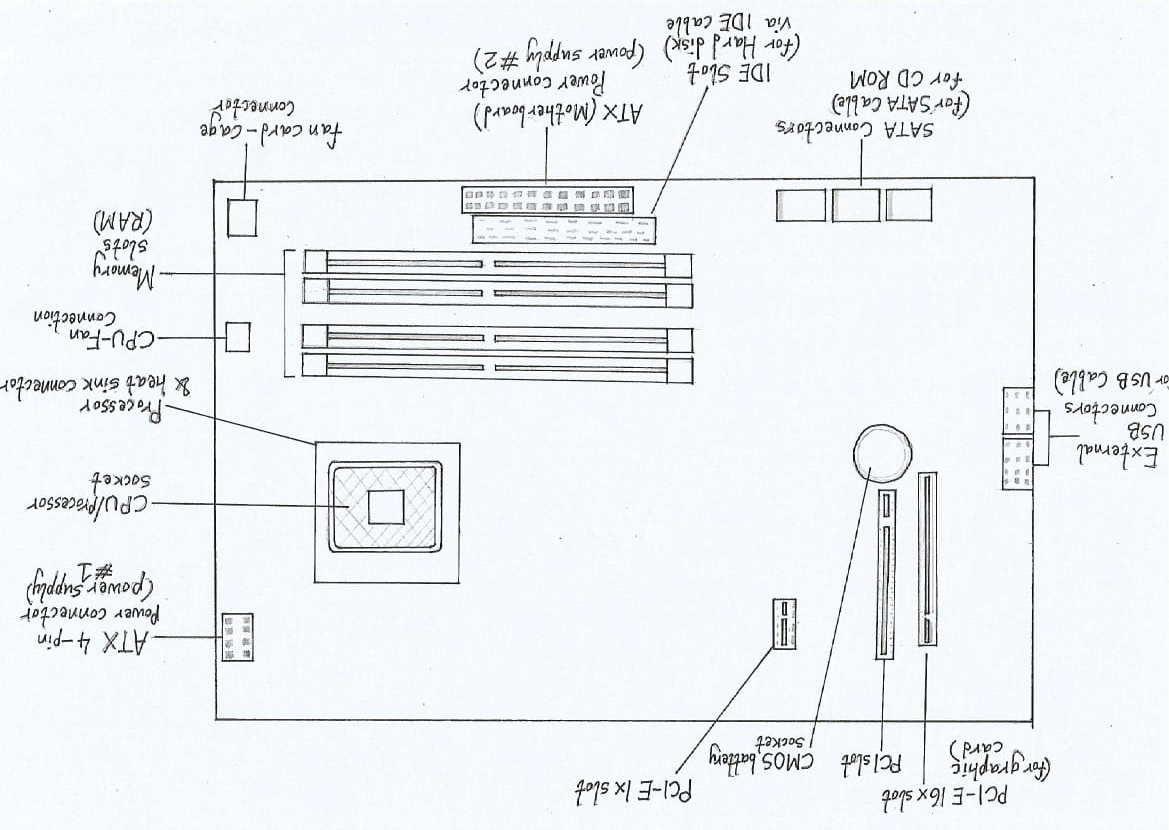 PCI-E 16x slot
(for graphic
card)
PCI slot
CMOS battery
socket
PCI-E 1x slot
ATX 4-pin
power connector
(power supply)
#1
CPU/processor
socket
External
USB
Connectors
or USB Cable)
Processor
& heat sink connector
CPU-Fan
Connection
Memory
slots
(RAM)
SATA Connectors
(for SATA Cable)
for CD ROM
IDE Slot
(for Hard disk)
via IDE cable
ATX (Motherboard)
Power connector
(power supply #2)
fan card-cage
connector